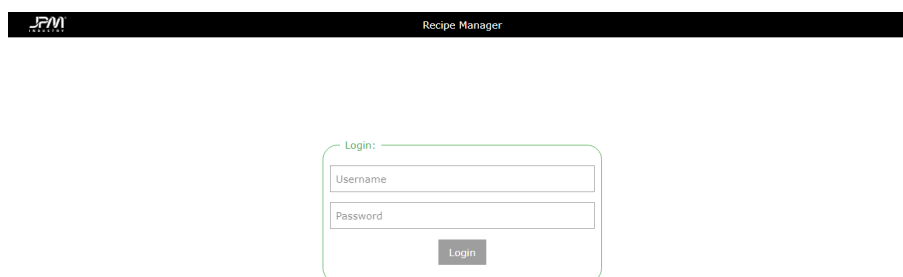 JPM
INDUSTRY
Recipe Manager
Login:
Username
Password
Login